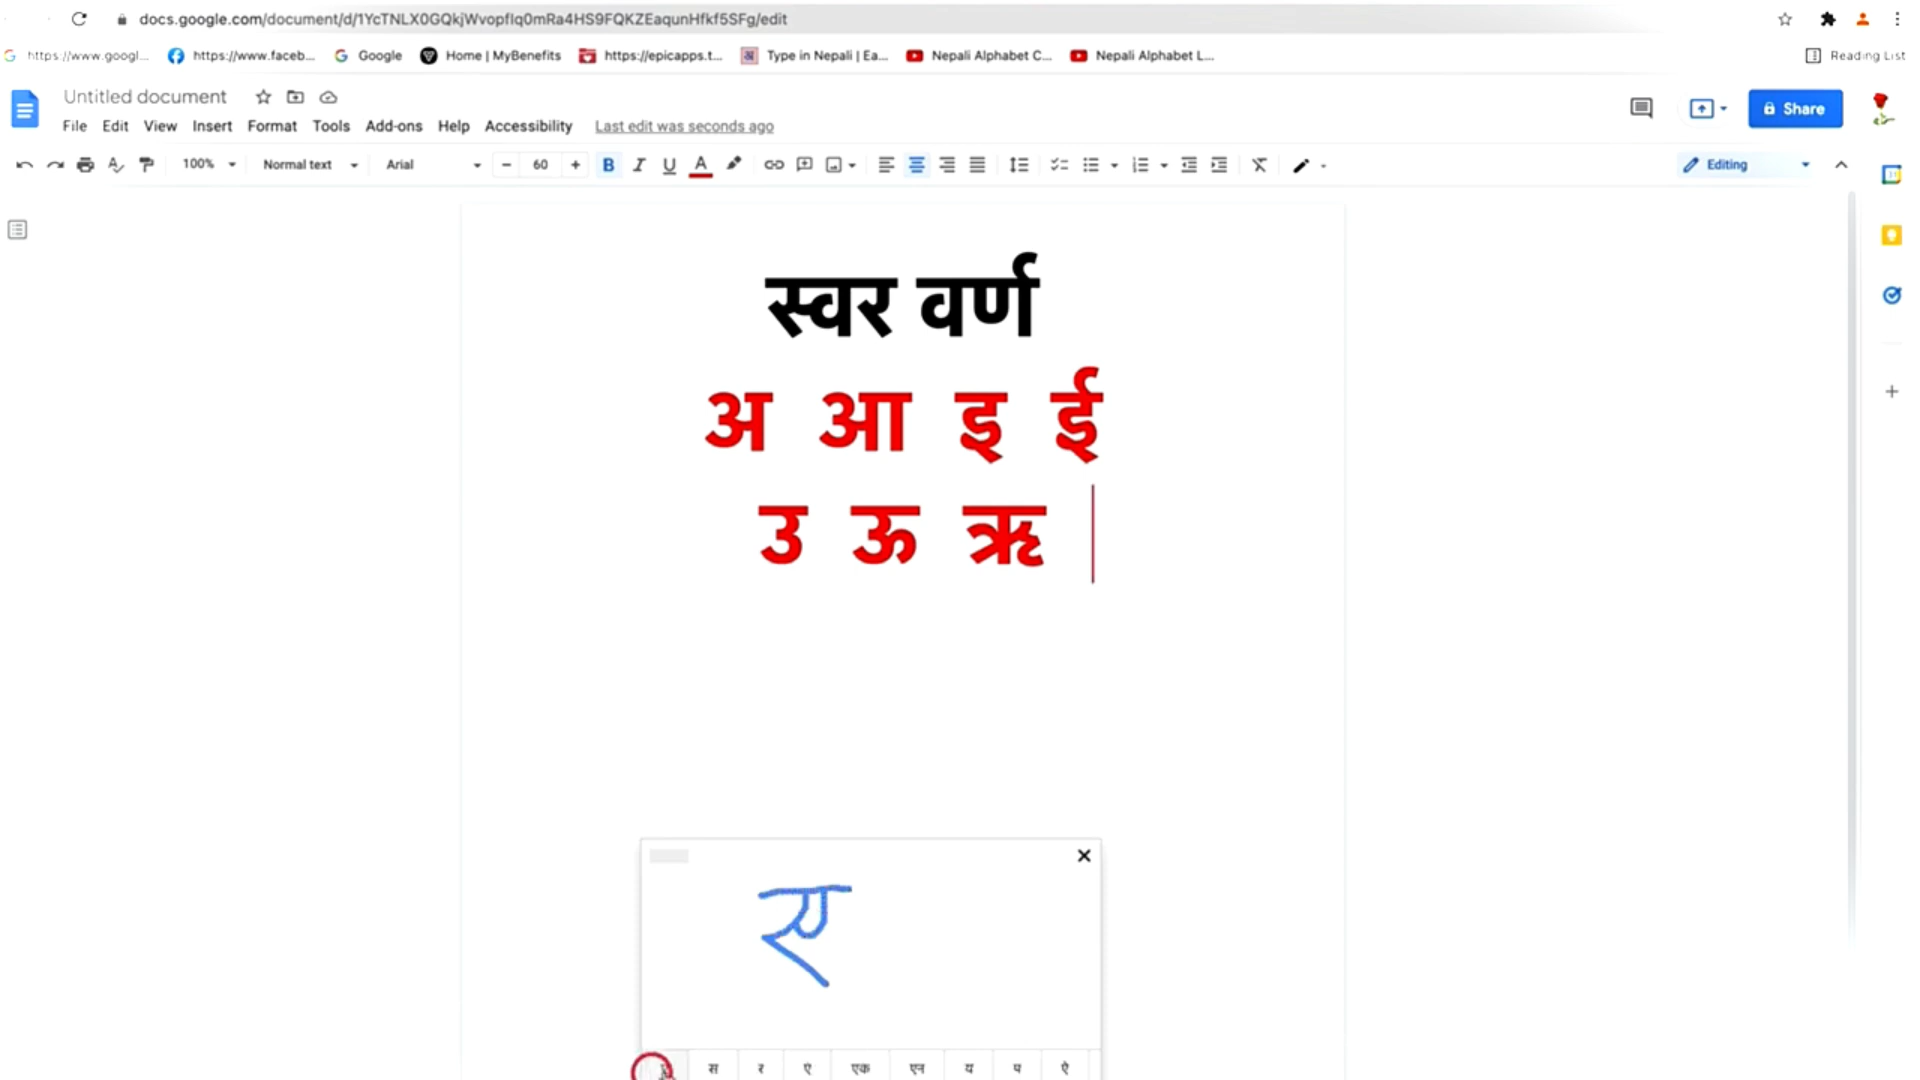 docs.google.com/document/d/1YcTNLX0GQkjWvopfIq0mRa4HS9FQKZEaqunHfkf5SFg/edit
https://www.googl... https://www.faceb... Google Home | MyBenefits https://epicapps.t... Type in Nepali | Ea... Nepali Alphabet C... Nepali Alphabet L... Reading List
Untitled document
File Edit View Insert Format Tools Add-ons Help Accessibility Last edit was seconds ago
Share
100% Normal text Arial 60 B I U A Editing
स्वर वर्ण
अ आ इ ई
उ ऊ ऋ
ए
स र ए एक एन य प ऐ